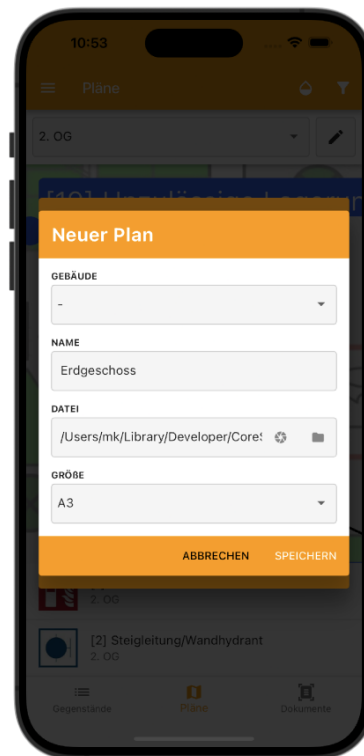 10:53
Pläne
2. OG
Neuer Plan
GEBÄUDE
-
NAME
Erdgeschoss
DATEI
/Users/mk/Library/Developer/CoreS
GRÖßE
A3
ABBRECHEN SPEICHERN
2. OG
[2] Steigleitung/Wandhydrant
2. OG
Gegenstände Pläne Dokumente